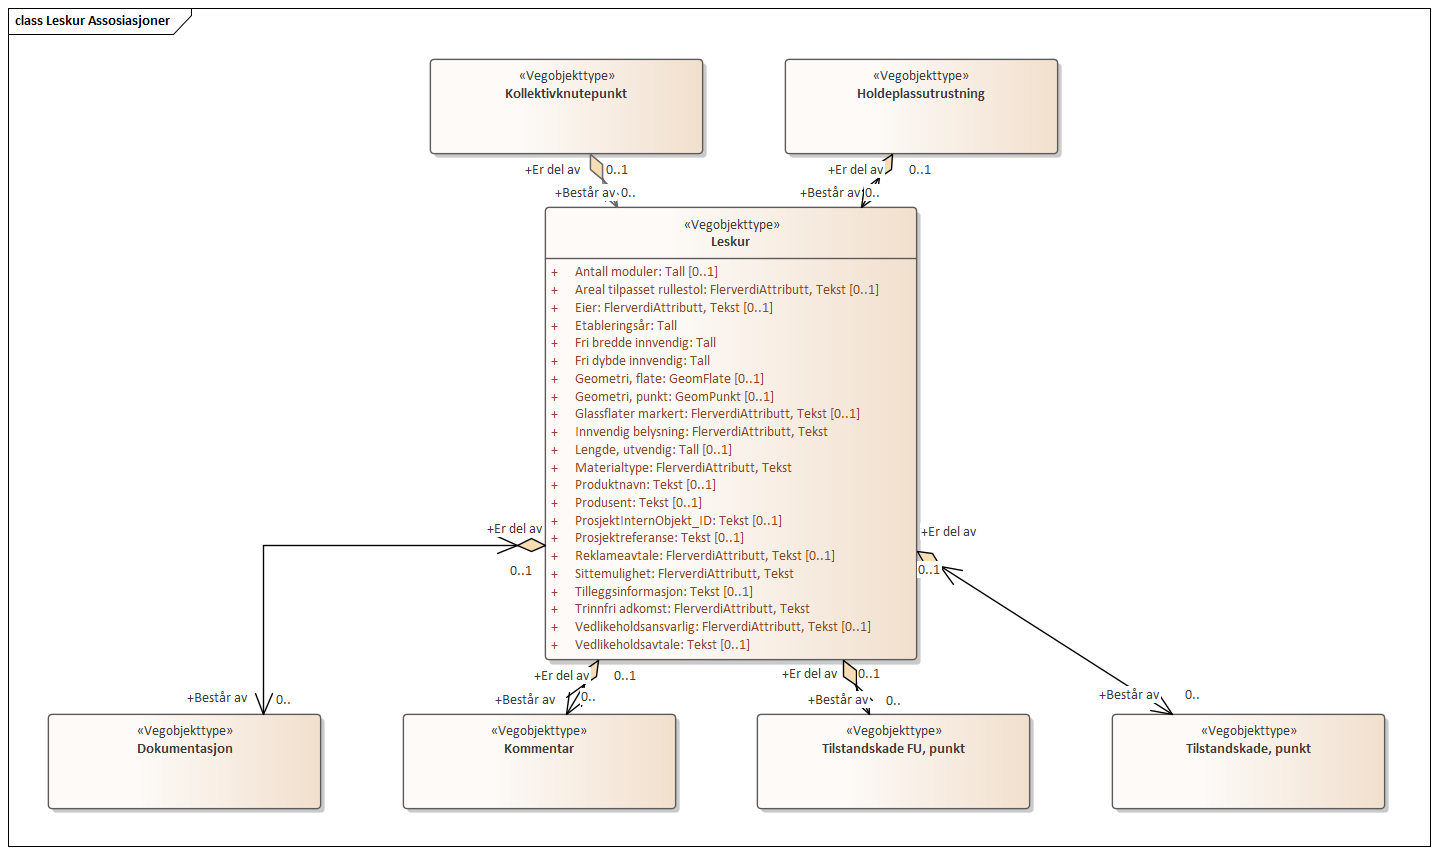 class Leskur Assosiasjoner
«Vegobjekttype»
Kollektivknutepunkt
«Vegobjekttype»
Holdeplassutrustning
+Er del av 0..1
+Består av 0..
+Er del av 0..1
+Består av 0..
«Vegobjekttype»
Leskur
+ Antall moduler: Tall [0..1]
+ Areal tilpasset rullestol: FlerverdiAttributt, Tekst [0..1]
+ Eier: FlerverdiAttributt, Tekst [0..1]
+ Etableringsår: Tall
+ Fri bredde innvendig: Tall
+ Fri dybde innvendig: Tall
+ Geometri, flate: GeomFlate [0..1]
+ Geometri, punkt: GeomPunkt [0..1]
+ Glassflater markert: FlerverdiAttributt, Tekst [0..1]
+ Innvendig belysning: FlerverdiAttributt, Tekst
+ Lengde, utvendig: Tall [0..1]
+ Materialtype: FlerverdiAttributt, Tekst
+ Produktnavn: Tekst [0..1]
+ Produsent: Tekst [0..1]
+ ProsjektInternObjekt_ID: Tekst [0..1]
+ Prosjektreferanse: Tekst [0..1]
+ Reklameavtale: FlerverdiAttributt, Tekst [0..1]
+ Sittemulighet: FlerverdiAttributt, Tekst
+ Tilleggsinformasjon: Tekst [0..1]
+ Trinnfri adkomst: FlerverdiAttributt, Tekst
+ Vedlikeholdsansvarlig: FlerverdiAttributt, Tekst [0..1]
+ Vedlikeholdsavtale: Tekst [0..1]
+Er del av
0..1
+Er del av
0..1
+Er del av 0..1
+Er del av 0..1
+Består av 0..
+Består av 0..
+Består av 0..
+Består av 0..
«Vegobjekttype»
Dokumentasjon
«Vegobjekttype»
Kommentar
«Vegobjekttype»
Tilstandskade FU, punkt
«Vegobjekttype»
Tilstandskade, punkt